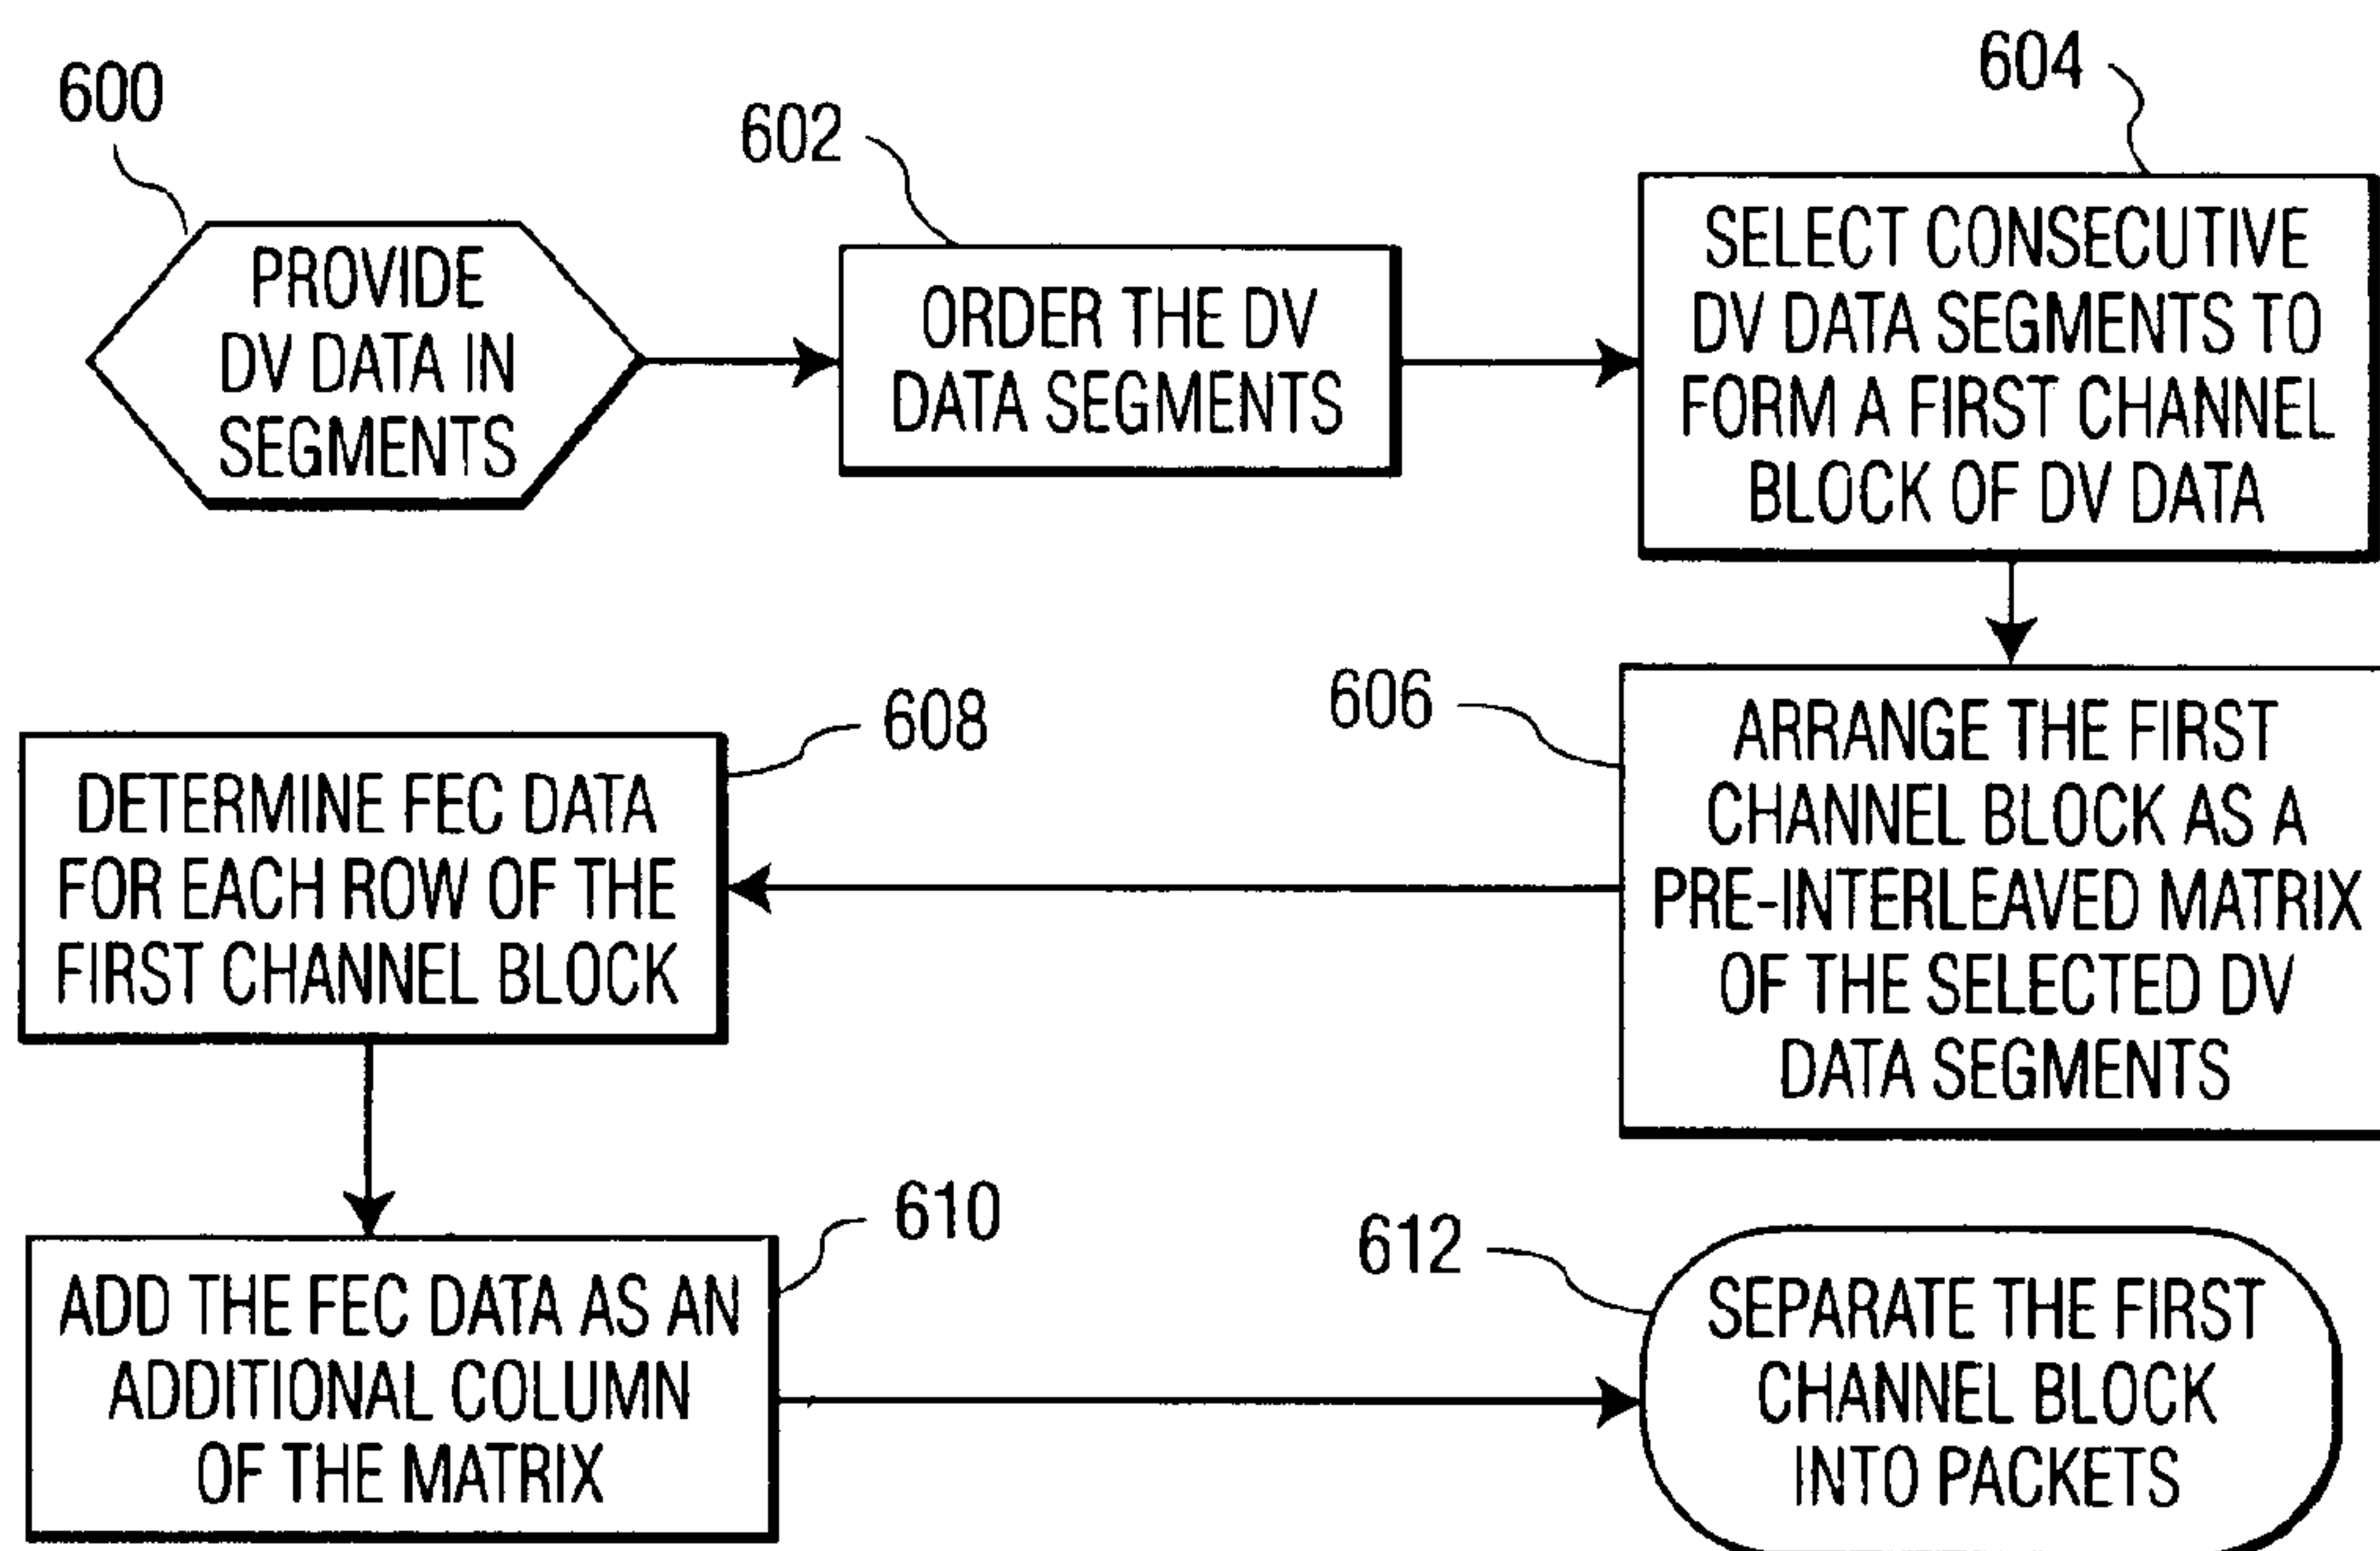 600
PROVIDE
DV DATA IN
SEGMENTS
602
ORDER THE DV
DATA SEGMENTS
604
SELECT CONSECUTIVE
DV DATA SEGMENTS TO
FORM A FIRST CHANNEL
BLOCK OF DV DATA
606
ARRANGE THE FIRST
CHANNEL BLOCK AS A
PRE-INTERLEAVED MATRIX
OF THE SELECTED DV
DATA SEGMENTS
608
DETERMINE FEC DATA
FOR EACH ROW OF THE
FIRST CHANNEL BLOCK
610
ADD THE FEC DATA AS AN
ADDITIONAL COLUMN
OF THE MATRIX
612
SEPARATE THE FIRST
CHANNEL BLOCK
INTO PACKETS